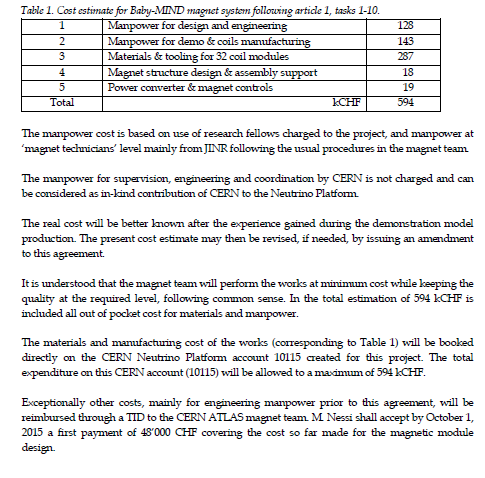 Table 1. Cost estimate for Baby-MIND magnet system following article 1, tasks 1-10.
1 Manpower for design and engineering 128
2 Manpower for demo & coils manufacturing 143
3 Materials & tooling for 32 coil modules 287
4 Magnet structure design & assembly support 18
5 Power converter & magnet controls 19
Total kCHF 594
The manpower cost is based on use of research fellows charged to the project, and manpower at
'magnet technicians' level mainly from JINR following the usual procedures in the magnet team.
The manpower for supervision, engineering and coordination by CERN is not charged and can
be considered as in-kind contribution of CERN to the Neutrino Platform.
The real cost will be better known after the experience gained during the demonstration model
production. The present cost estimate may then be revised, if needed, by issuing an amendment
to this agreement.
It is understood that the magnet team will perform the works at minimum cost while keeping the
quality at the required level, following common sense. In the total estimation of 594 kCHF is
included all out of pocket cost for materials and manpower.
The materials and manufacturing cost of the works (corresponding to Table 1) will be booked
directly on the CERN Neutrino Platform account 10115 created for this project. The total
expenditure on this CERN account (10115) will be allowed to a maximum of 594 kCHF.
Exceptionally other costs, mainly for engineering manpower prior to this agreement, will be
reimbursed through a TID to the CERN ATLAS magnet team. M. Nessi shall accept by October 1,
2015 a first payment of 48'000 CHF covering the cost so far made for the magnetic module
design.